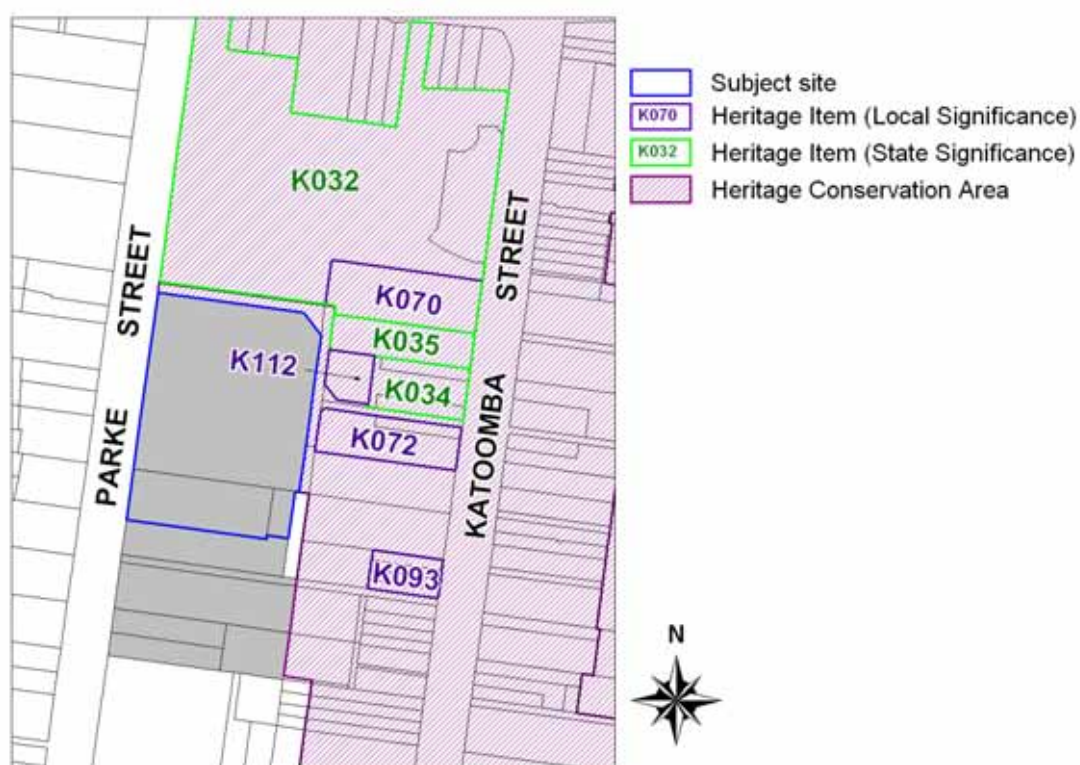 Subject site
K070 Heritage Item (Local Significance)
K032 Heritage Item (State Significance)
Heritage Conservation Area
K032
PARKE STREET
KATOOMBA STREET
K070
K035
K112
K034
K072
K093
N